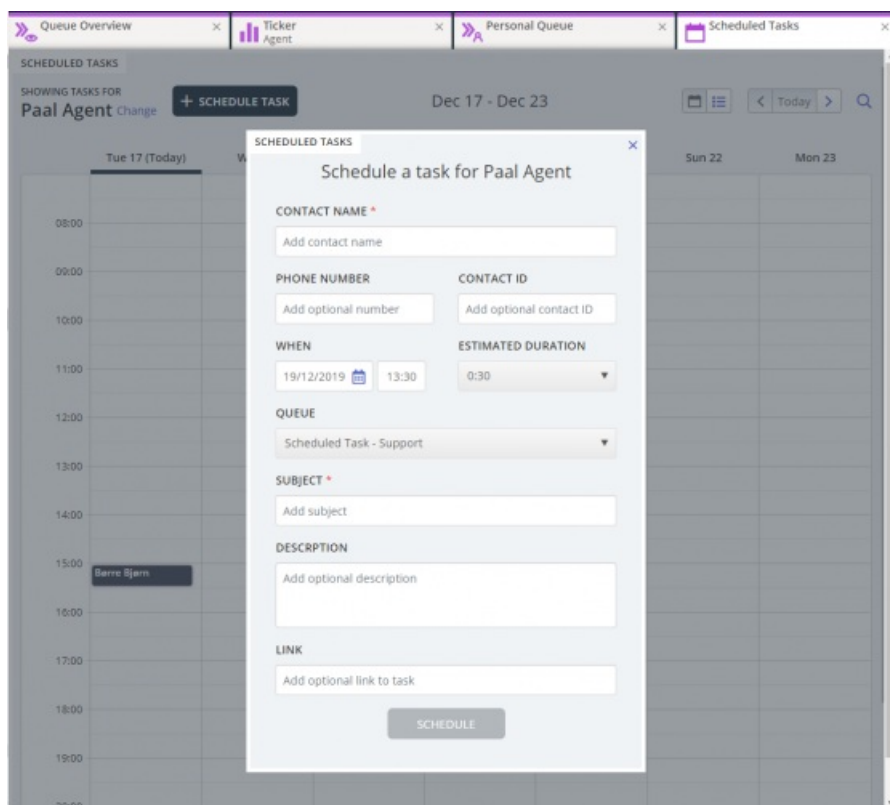 Queue Overview
Ticker
Agent
Personal Queue
Scheduled Tasks
SCHEDULED TASKS
SHOWING TASKS FOR
Paal Agent Change
+ SCHEDULE TASK
Dec 17 - Dec 23
Today
Tue 17 (Today)
W
Sun 22
Mon 23
08:00
09:00
10:00
11:00
12:00
13:00
14:00
15:00
Børre Bjørn
16:00
17:00
18:00
19:00
20:00
SCHEDULED TASKS
Schedule a task for Paal Agent
CONTACT NAME *
Add contact name
PHONE NUMBER
CONTACT ID
Add optional number
Add optional contact ID
WHEN
ESTIMATED DURATION
19/12/2019
13:30
0:30
QUEUE
Scheduled Task - Support
SUBJECT *
Add subject
DESCRPTION
Add optional description
LINK
Add optional link to task
SCHEDULE